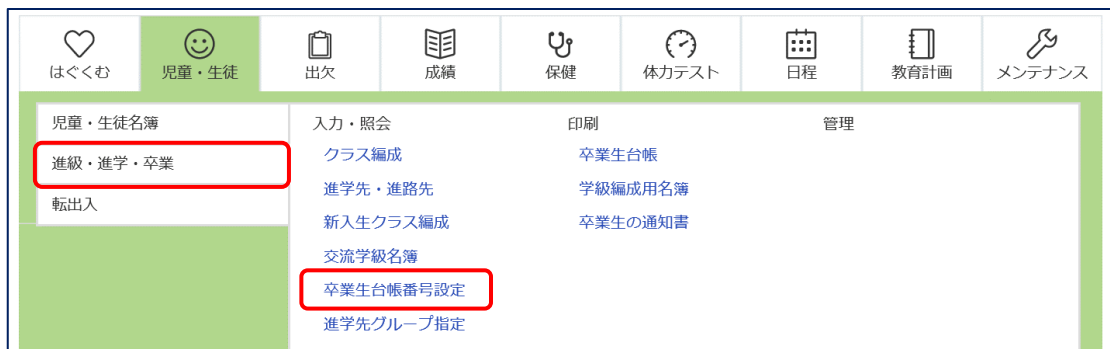 はぐくむ
児童・生徒
出欠
成績
保健
体力テスト
日程
教育計画
メンテナンス
児童・生徒名簿
進級・進学・卒業
転出入
入力・照会
クラス編成
進学先・進路先
新入生クラス編成
交流学級名簿
卒業生台帳番号設定
進学先グループ指定
印刷
卒業生台帳
学級編成用名簿
卒業生の通知書
管理